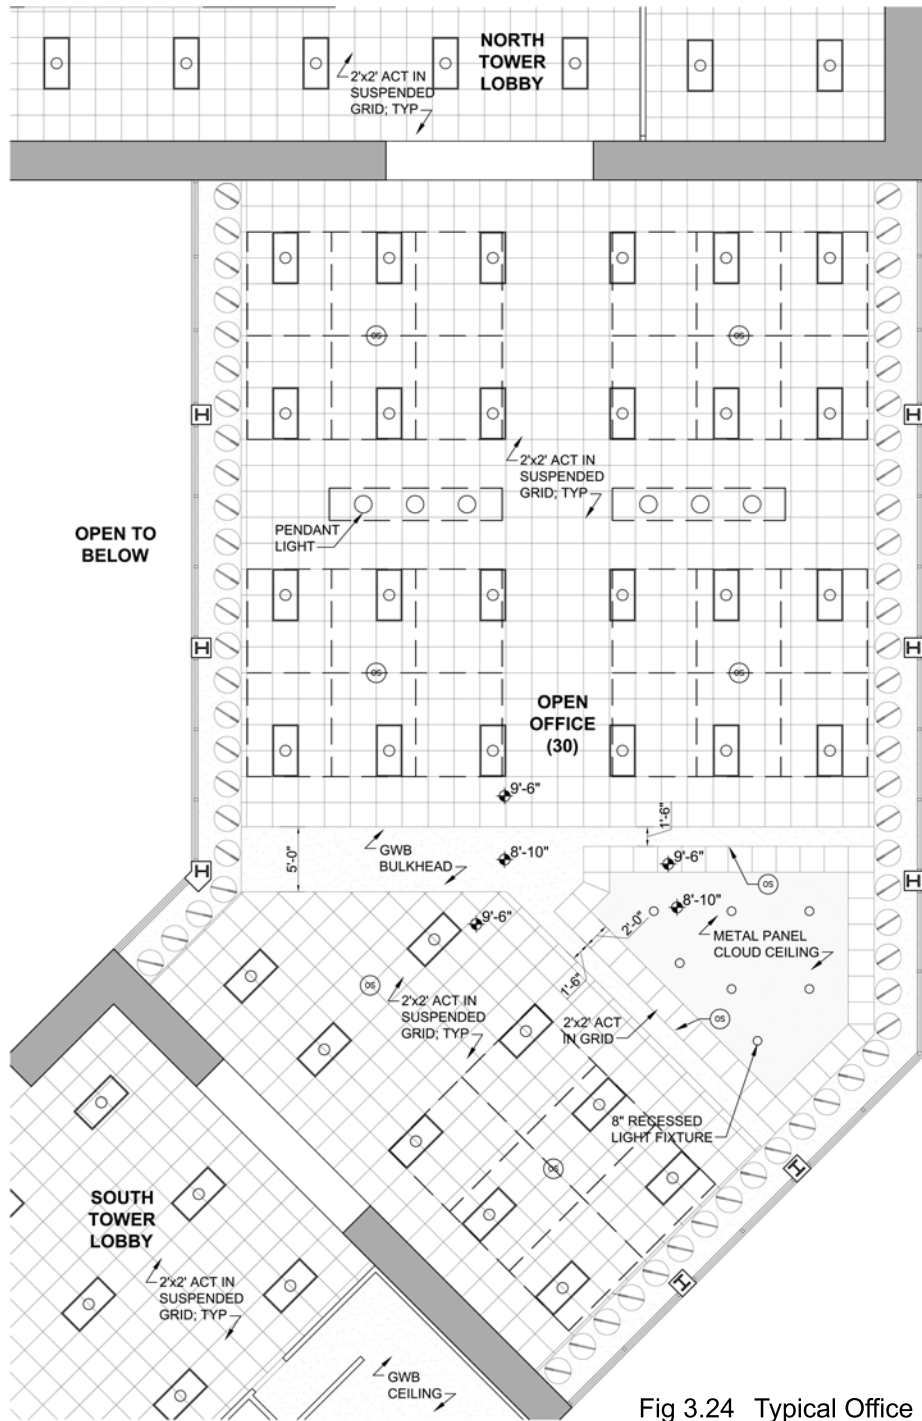 NORTH
TOWER
LOBBY
2'x2' ACT IN
SUSPENDED
GRID; TYP
OS
OS
H
H
2'x2' ACT IN
SUSPENDED
GRID; TYP
PENDANT
LIGHT
OPEN TO
BELOW
H
H
OS
OS
OPEN
OFFICE
(30)
9'-6"
1'-6"
5'-0"
GWB
BULKHEAD
8'-10"
9'-6"
H
H
OS
8'-10"
9'-6"
2'-0"
METAL PANEL
CLOUD CEILING
OS
1'-6"
2'x2' ACT IN
SUSPENDED
GRID; TYP
2'x2' ACT
IN GRID
OS
8" RECESSED
LIGHT FIXTURE
OS
H
SOUTH
TOWER
LOBBY
2'x2' ACT IN
SUSPENDED
GRID; TYP
H
GWB
CEILING
Fig 3.24 Typical Office